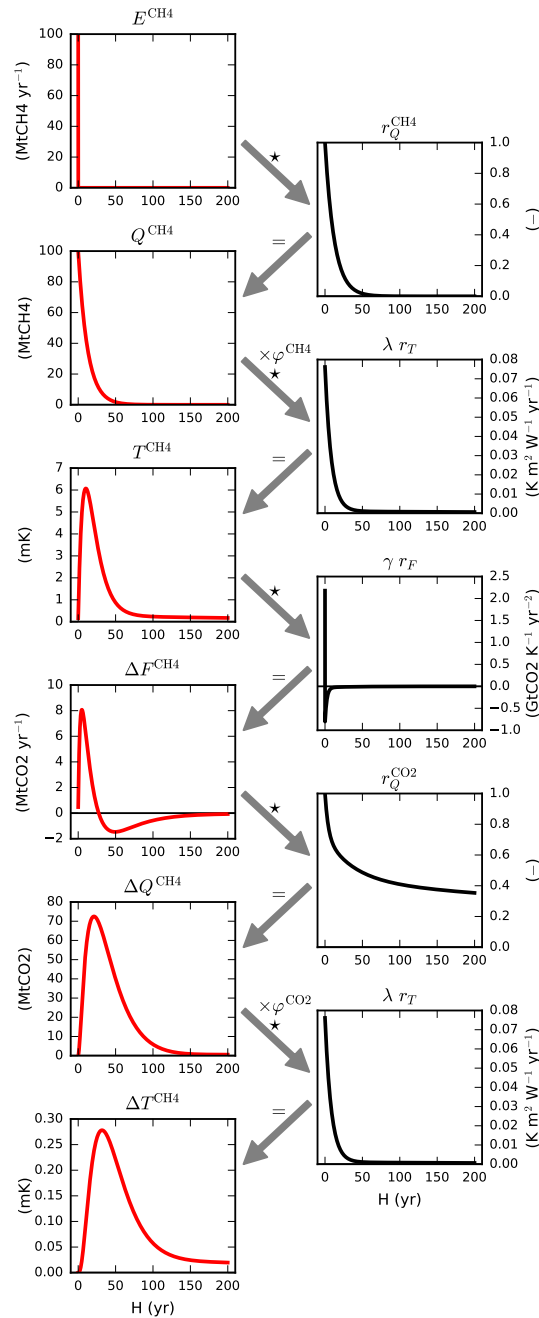 E^CH4
(MtCH4 yr⁻¹)
100
80
60
40
20
0
0 50 100 150 200
⋆
r_Q^CH4
1.0
0.8
0.6
0.4
0.2
0.0
(−)
0 50 100 150 200
=
Q^CH4
(MtCH4)
100
80
60
40
20
0
0 50 100 150 200
×φ^CH4
⋆
λ r_T
0.08
0.07
0.06
0.05
0.04
0.03
0.02
0.01
0.00
(K m² W⁻¹ yr⁻¹)
0 50 100 150 200
=
T^CH4
(mK)
7
6
5
4
3
2
1
0
0 50 100 150 200
⋆
γ r_F
2.5
2.0
1.5
1.0
0.5
0.0
−0.5
−1.0
(GtCO2 K⁻¹ yr⁻²)
0 50 100 150 200
=
ΔF^CH4
(MtCO2 yr⁻¹)
10
8
6
4
2
0
−2
0 50 100 150 200
⋆
r_Q^CO2
1.0
0.8
0.6
0.4
0.2
0.0
(−)
0 50 100 150 200
=
ΔQ^CH4
(MtCO2)
80
70
60
50
40
30
20
10
0
0 50 100 150 200
×φ^CO2
⋆
λ r_T
0.08
0.07
0.06
0.05
0.04
0.03
0.02
0.01
0.00
(K m² W⁻¹ yr⁻¹)
0 50 100 150 200
H (yr)
=
ΔT^CH4
(mK)
0.30
0.25
0.20
0.15
0.10
0.05
0.00
0 50 100 150 200
H (yr)